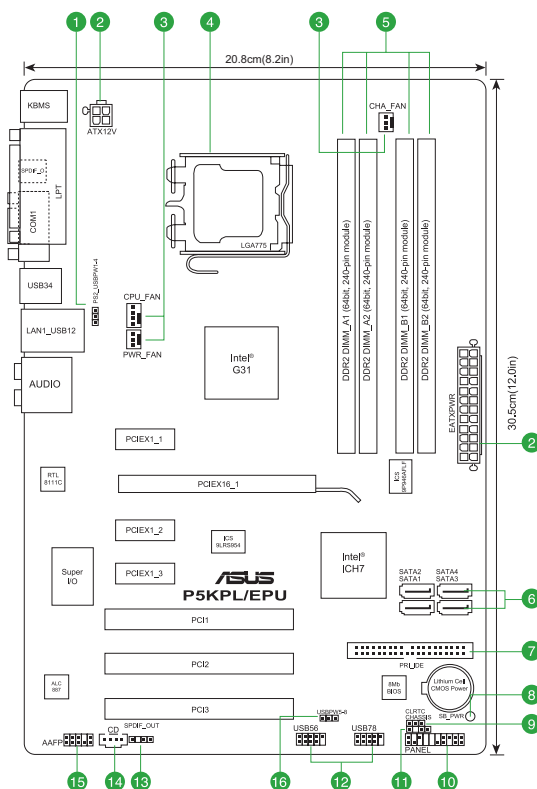 1
2
3
4
3
5
20.8cm(8.2in)
KBMS
ATX12V
CHA_FAN
SPDIF_O
LPT
COM1
LGA775
PS2_USBPW1-4
USB34
CPU_FAN
LAN1_USB12
PWR_FAN
AUDIO
Intel®
G31
DDR2 DIMM_A1 (64bit, 240-pin module)
DDR2 DIMM_A2 (64bit, 240-pin module)
DDR2 DIMM_B1 (64bit, 240-pin module)
DDR2 DIMM_B2 (64bit, 240-pin module)
EATXPWR
30.5cm(12.0in)
2
PCIEX1_1
RTL
8111C
PCIEX16_1
ICS
9P946AFLF
PCIEX1_2
ICS
9LRS954
Super
I/O
PCIEX1_3
Intel®
ICH7
ASUS
P5KPL/EPU
SATA2
SATA1
SATA4
SATA3
6
PCI1
7
PRI_IDE
PCI2
ALC
887
8Mb
BIOS
Lithium Cell
CMOS Power
8
PCI3
SB_PWR
CLRTC
CHASSIS
9
USBPW5-8
SPDIF_OUT
CD
AAFP
USB56
USB78
PANEL
15
14
13
16
12
11
10